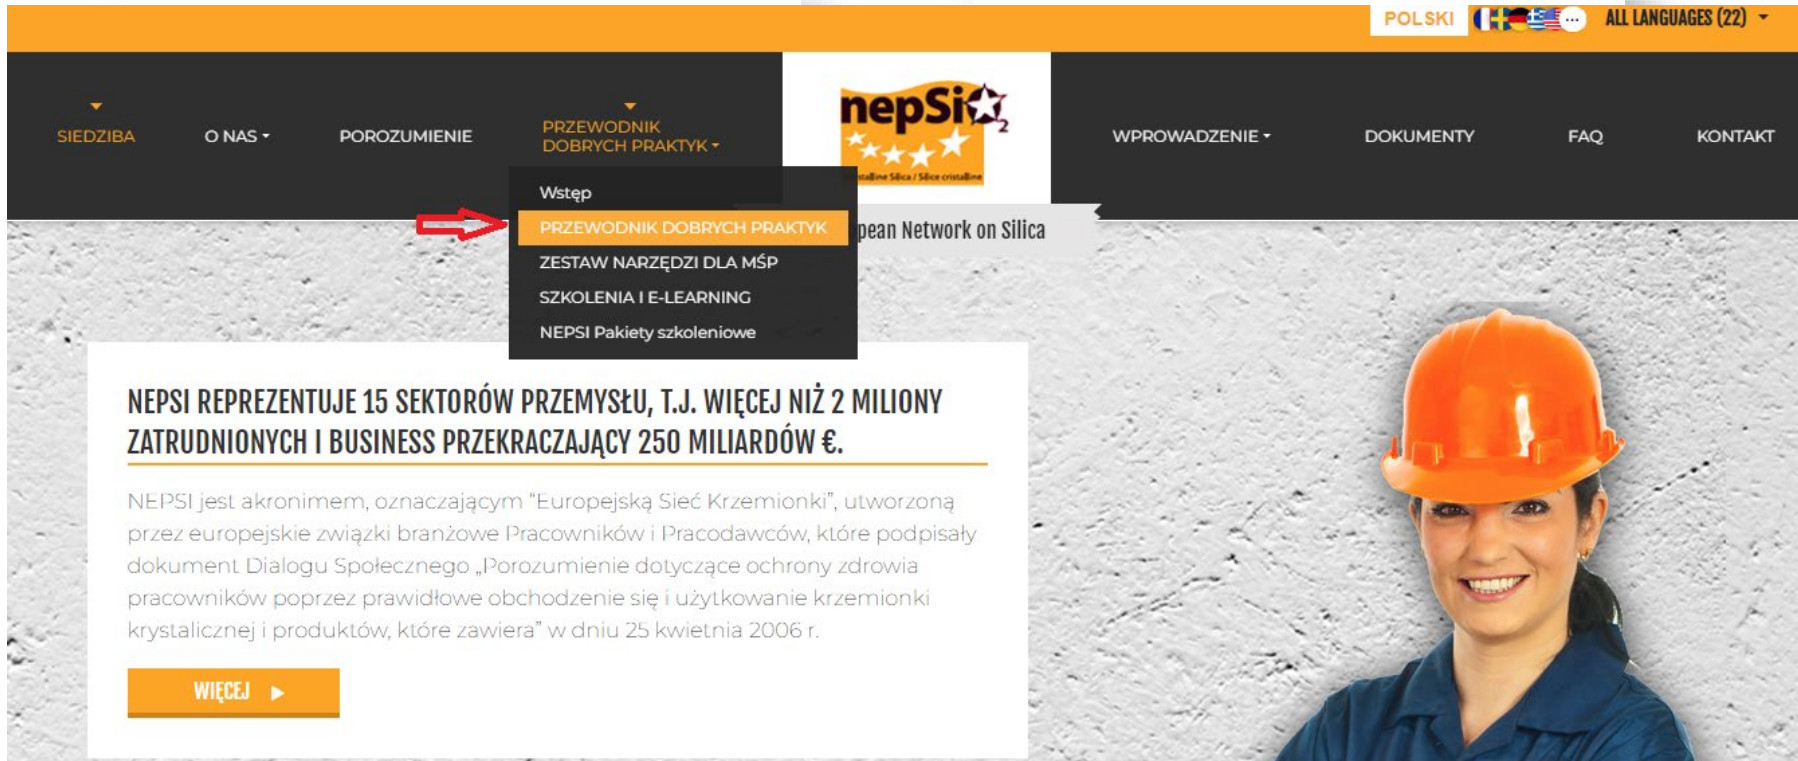 POLSKI ... ALL LANGUAGES (22)
SIEDZIBA
O NAS
POROZUMIENIE
PRZEWODNIK
DOBRYCH PRAKTYK
nepSi
2
Silica / Silice cristalline
WPROWADZENIE
DOKUMENTY
FAQ
KONTAKT
Wstęp
PRZEWODNIK DOBRYCH PRAKTYK
ZESTAW NARZĘDZI DLA MŚP
SZKOLENIA I E-LEARNING
NEPSI Pakiety szkoleniowe
pean Network on Silica
NEPSI REPREZENTUJE 15 SEKTORÓW PRZEMYSŁU, T.J. WIĘCEJ NIŻ 2 MILIONY
ZATRUDNIONYCH I BUSINESS PRZEKRACZAJĄCY 250 MILIARDÓW €.
NEPSI jest akronimem, oznaczającym "Europejską Sieć Krzemionki", utworzoną
przez europejskie związki branżowe Pracowników i Pracodawców, które podpisały
dokument Dialogu Społecznego „Porozumienie dotyczące ochrony zdrowia
pracowników poprzez prawidłowe obchodzenie się i użytkowanie krzemionki
krystalicznej i produktów, które zawiera" w dniu 25 kwietnia 2006 r.
WIĘCEJ